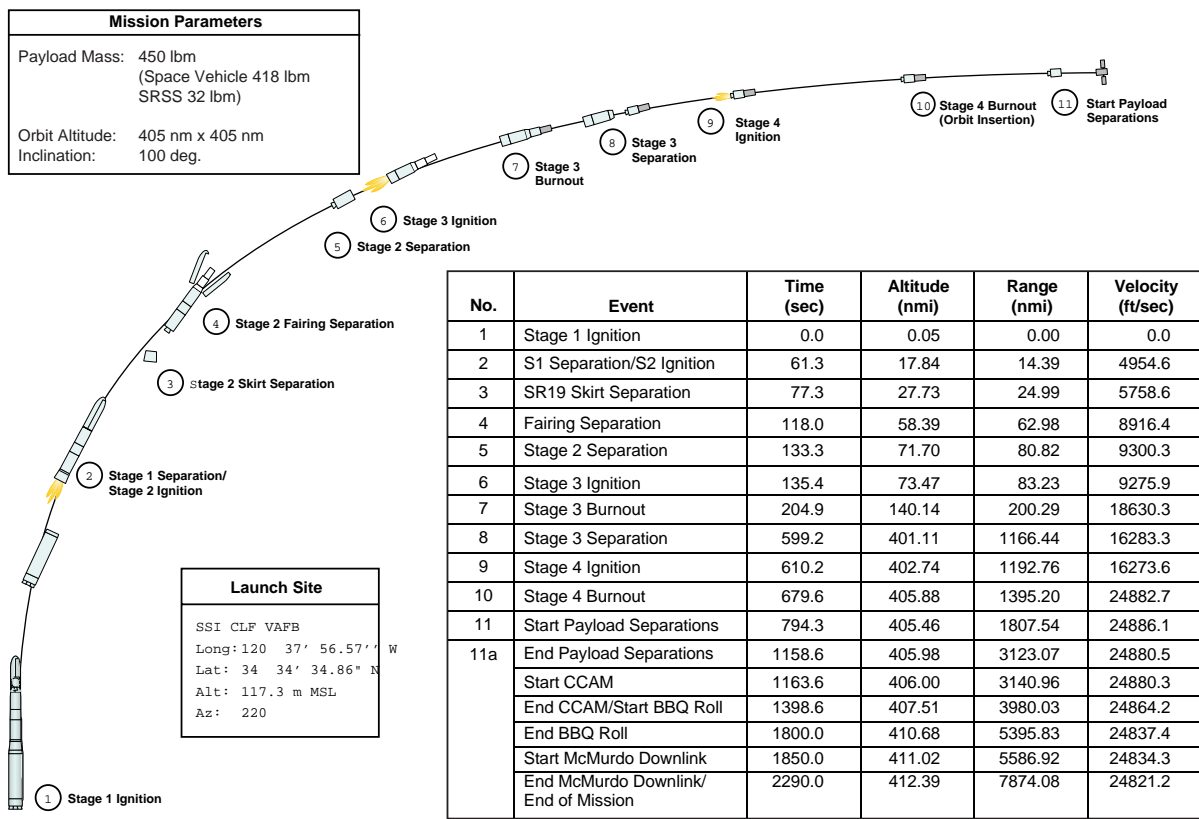 Mission Parameters
Payload Mass: 450 lbm
(Space Vehicle 418 lbm
SRSS 32 lbm)
Orbit Altitude: 405 nm x 405 nm
Inclination: 100 deg.
10 Stage 4 Burnout
(Orbit Insertion)
11 Start Payload
Separations
9 Stage 4
Ignition
8 Stage 3
Separation
7 Stage 3
Burnout
6 Stage 3 Ignition
5 Stage 2 Separation
4 Stage 2 Fairing Separation
3 Stage 2 Skirt Separation
2 Stage 1 Separation/
Stage 2 Ignition
1 Stage 1 Ignition
Launch Site
SSI CLF VAFB
Long: 120 37' 56.57'' W
Lat: 34 34' 34.86" N
Alt: 117.3 m MSL
Az: 220
No. Event Time (sec) Altitude (nmi) Range (nmi) Velocity (ft/sec)
1 Stage 1 Ignition 0.0 0.05 0.00 0.0
2 S1 Separation/S2 Ignition 61.3 17.84 14.39 4954.6
3 SR19 Skirt Separation 77.3 27.73 24.99 5758.6
4 Fairing Separation 118.0 58.39 62.98 8916.4
5 Stage 2 Separation 133.3 71.70 80.82 9300.3
6 Stage 3 Ignition 135.4 73.47 83.23 9275.9
7 Stage 3 Burnout 204.9 140.14 200.29 18630.3
8 Stage 3 Separation 599.2 401.11 1166.44 16283.3
9 Stage 4 Ignition 610.2 402.74 1192.76 16273.6
10 Stage 4 Burnout 679.6 405.88 1395.20 24882.7
11 Start Payload Separations 794.3 405.46 1807.54 24886.1
11a End Payload Separations 1158.6 405.98 3123.07 24880.5
Start CCAM 1163.6 406.00 3140.96 24880.3
End CCAM/Start BBQ Roll 1398.6 407.51 3980.03 24864.2
End BBQ Roll 1800.0 410.68 5395.83 24837.4
Start McMurdo Downlink 1850.0 411.02 5586.92 24834.3
End McMurdo Downlink/ 2290.0 412.39 7874.08 24821.2
End of Mission